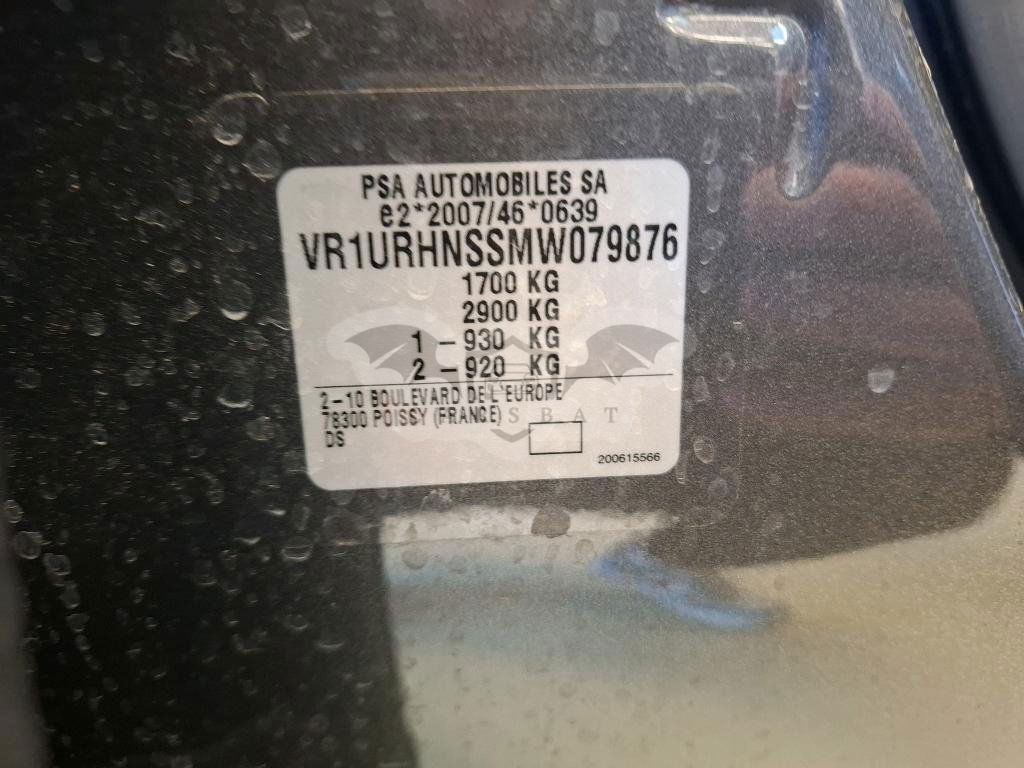 PSA AUTOMOBILES SA
e2*2007/46*0639
VR1URHNSSMW079876
1700 KG
2900 KG
1 - 930 KG
2 - 920 KG
2-10 BOULEVARD DE L'EUROPE
78300 POISSY (FRANCE)
SBAT
DS
200615566